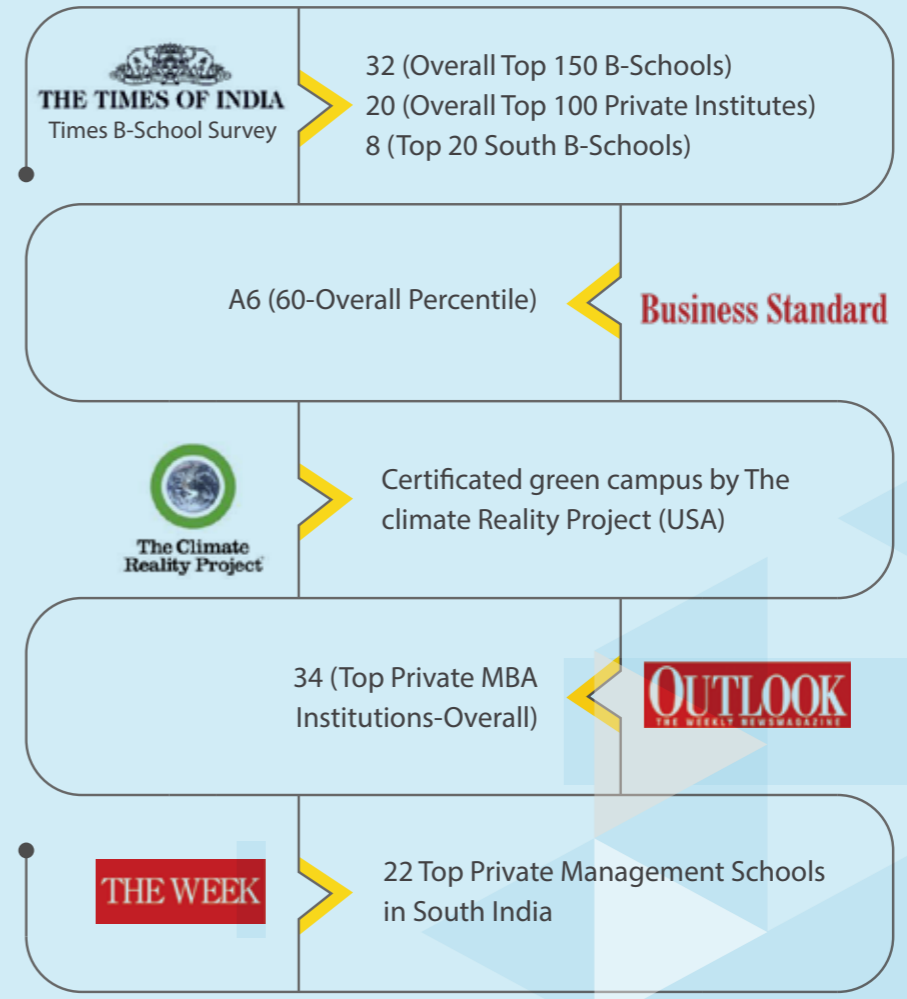 THE TIMES OF INDIA
Times B-School Survey
32 (Overall Top 150 B-Schools)
20 (Overall Top 100 Private Institutes)
8 (Top 20 South B-Schools)
A6 (60-Overall Percentile)
Business Standard
The Climate
Reality Project
Certificated green campus by The
climate Reality Project (USA)
34 (Top Private MBA
Institutions-Overall)
OUTLOOK
THE WEEKLY NEWSMAGAZINE
THE WEEK
22 Top Private Management Schools
in South India